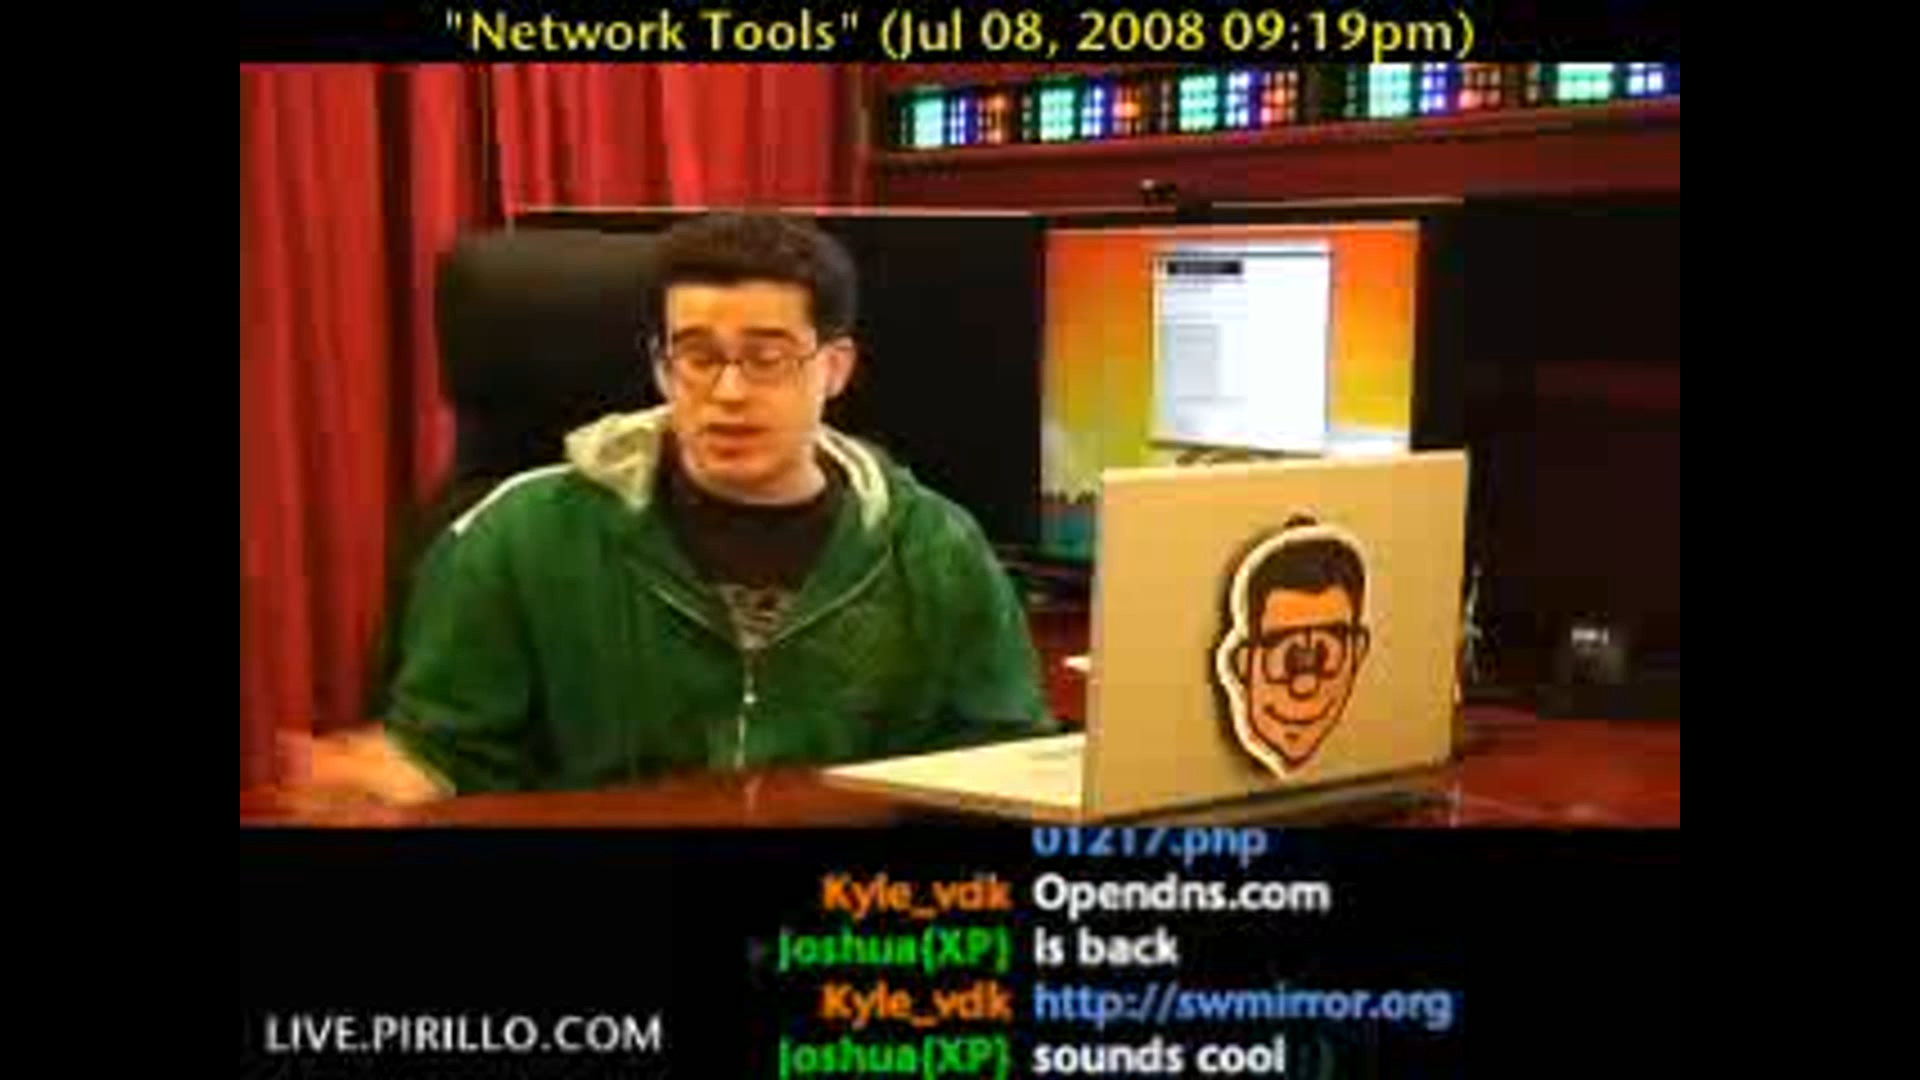 "Network Tools" (Jul 08, 2008 09:19pm)
01217.php
Kyle_vdk Opendns.com
joshua{XP} is back
Kyle_vdk http://swmirror.org
LIVE.PIRILLO.COM
joshua{XP} sounds cool :)